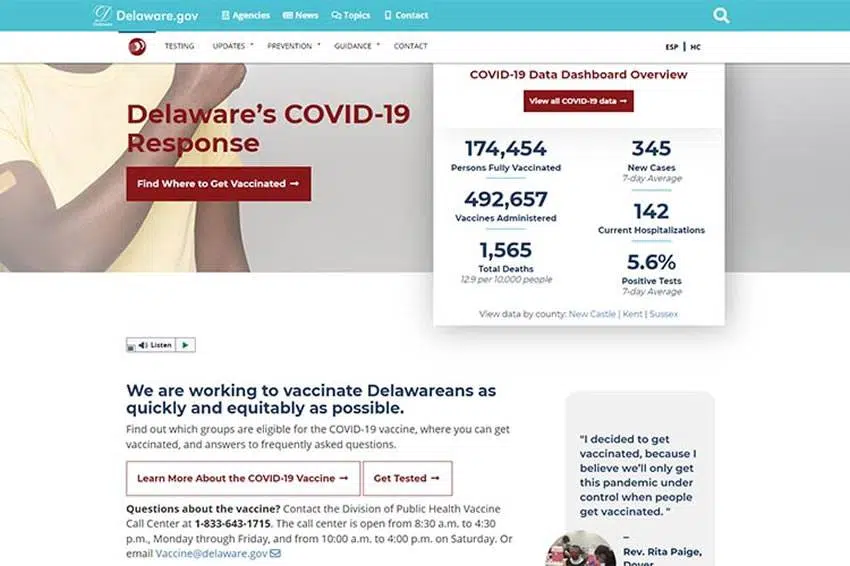 Delaware.gov Agencies News Topics Contact
TESTING UPDATES PREVENTION GUIDANCE CONTACT ESP | HC
Delaware's COVID-19
Response
Find Where to Get Vaccinated →
COVID-19 Data Dashboard Overview
View all COVID-19 data →
174,454
Persons Fully Vaccinated
345
New Cases
7-day Average
492,657
Vaccines Administered
142
Current Hospitalizations
1,565
Total Deaths
12.9 per 10,000 people
5.6%
Positive Tests
7-day Average
View data by county: New Castle | Kent | Sussex
Listen
We are working to vaccinate Delawareans as
quickly and equitably as possible.
Find out which groups are eligible for the COVID-19 vaccine, where you can get
vaccinated, and answers to frequently asked questions.
Learn More About the COVID-19 Vaccine →
Get Tested →
Questions about the vaccine? Contact the Division of Public Health Vaccine
Call Center at 1-833-643-1715. The call center is open from 8:30 a.m. to 4:30
p.m., Monday through Friday, and from 10:00 a.m. to 4:00 p.m. on Saturday. Or
email Vaccine@delaware.gov
"I decided to get
vaccinated, because I
believe we'll only get
this pandemic under
control when people
get vaccinated. "
–
Rev. Rita Paige,
Dover